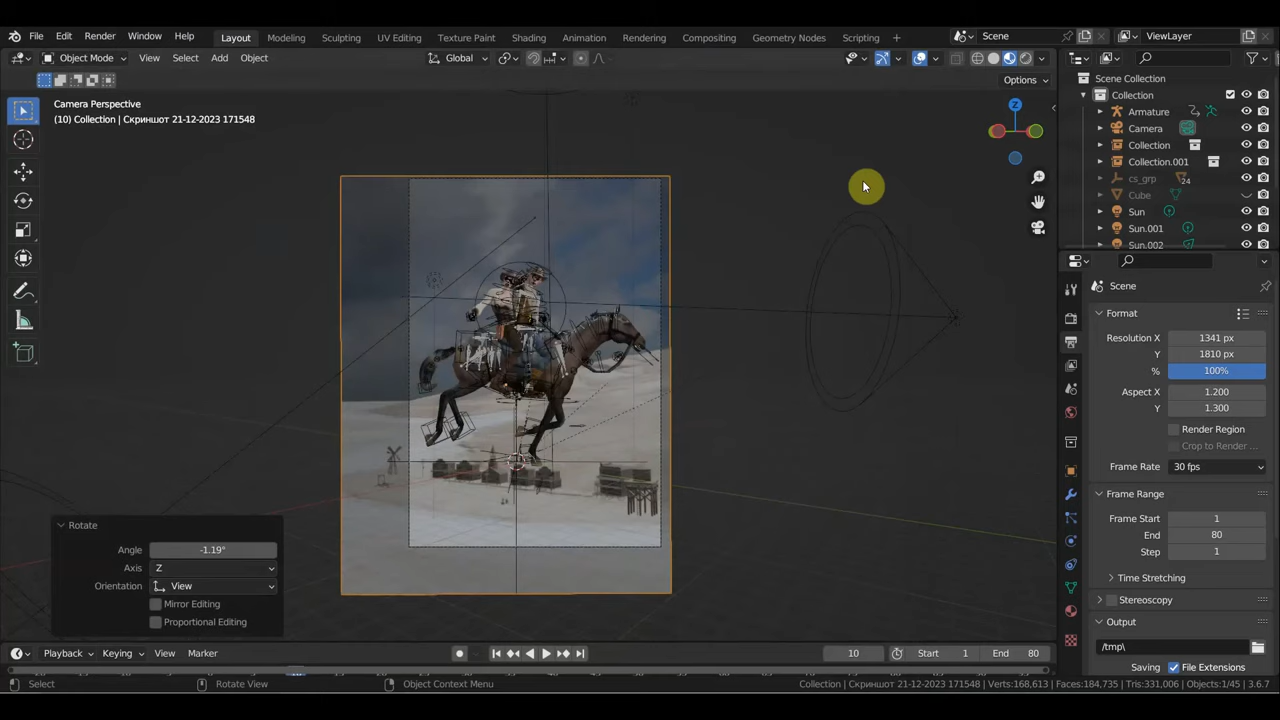 File Edit Render Window Help Layout Modeling Sculpting UV Editing Texture Paint Shading Animation Rendering Compositing Geometry Nodes Scripting + Scene ViewLayer
Object Mode View Select Add Object Global
Options
Camera Perspective
(10) Collection | Скриншот 21-12-2023 171548
Z
Scene Collection
Collection
Armature
Camera
Collection
Collection.001
cs_grp 24
Cube
Sun
Sun.001
Sun.002
Scene
Format
Resolution X 1341 px
Y 1810 px
% 100%
Aspect X 1.200
Y 1.300
Render Region
Crop to Render ...
Frame Rate 30 fps
Frame Range
Frame Start 1
End 80
Step 1
Time Stretching
Stereoscopy
Output
/tmp\
Saving File Extensions
Rotate
Angle -1.19°
Axis Z
Orientation View
Mirror Editing
Proportional Editing
Playback Keying View Marker 10 Start 1 End 80
Select Rotate View Object Context Menu Collection | Скриншот 21-12-2023 171548 | Verts:168,613 | Faces:184,735 | Tris:331,006 | Objects:1/45 | 3.6.7